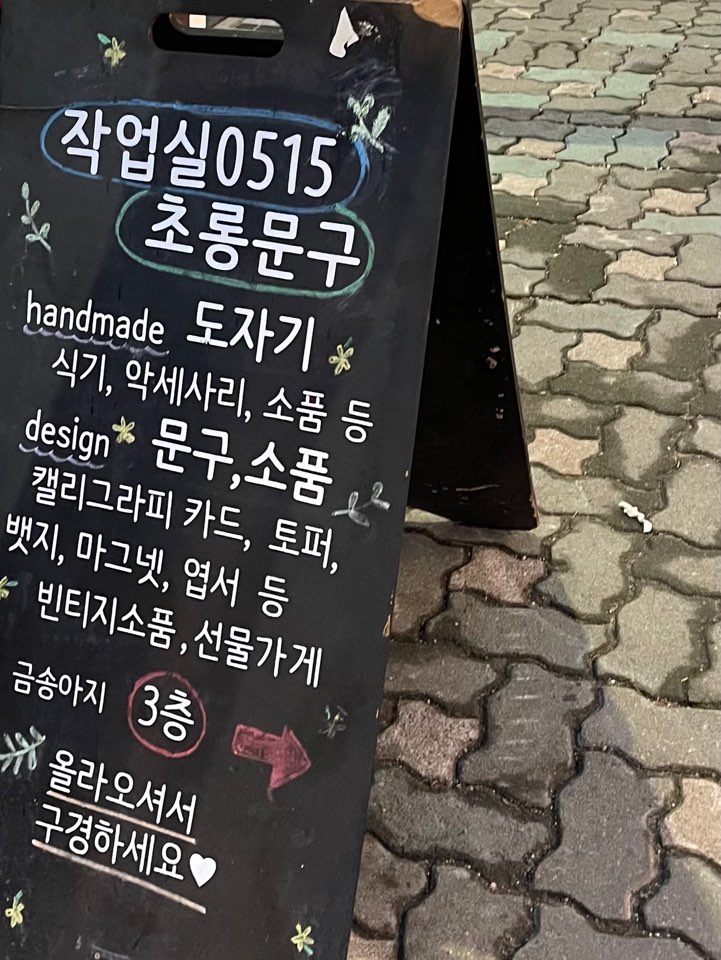 작업실0515
초롱문구
handmade 도자기
식기, 악세사리, 소품 등
design 문구,소품
캘리그라피 카드, 토퍼,
뱃지, 마그넷, 엽서 등
빈티지소품, 선물가게
금송아지 3층
올라오셔서
구경하세요♥